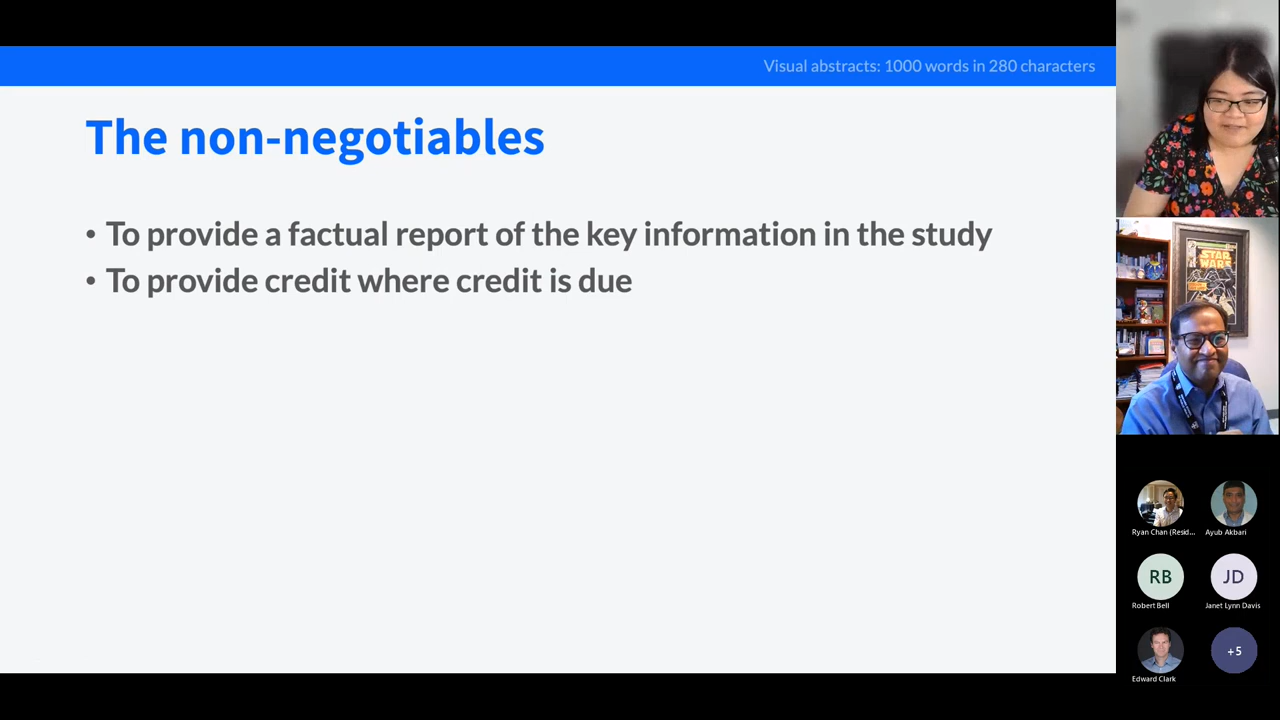 Visual abstracts: 1000 words in 280 characters
The non-negotiables
• To provide a factual report of the key information in the study
• To provide credit where credit is due
STAR
WARS
Ryan Chan (Resid...
Ayub Akbari
RB
JD
Robert Bell
Janet Lynn Davis
+5
Edward Clark